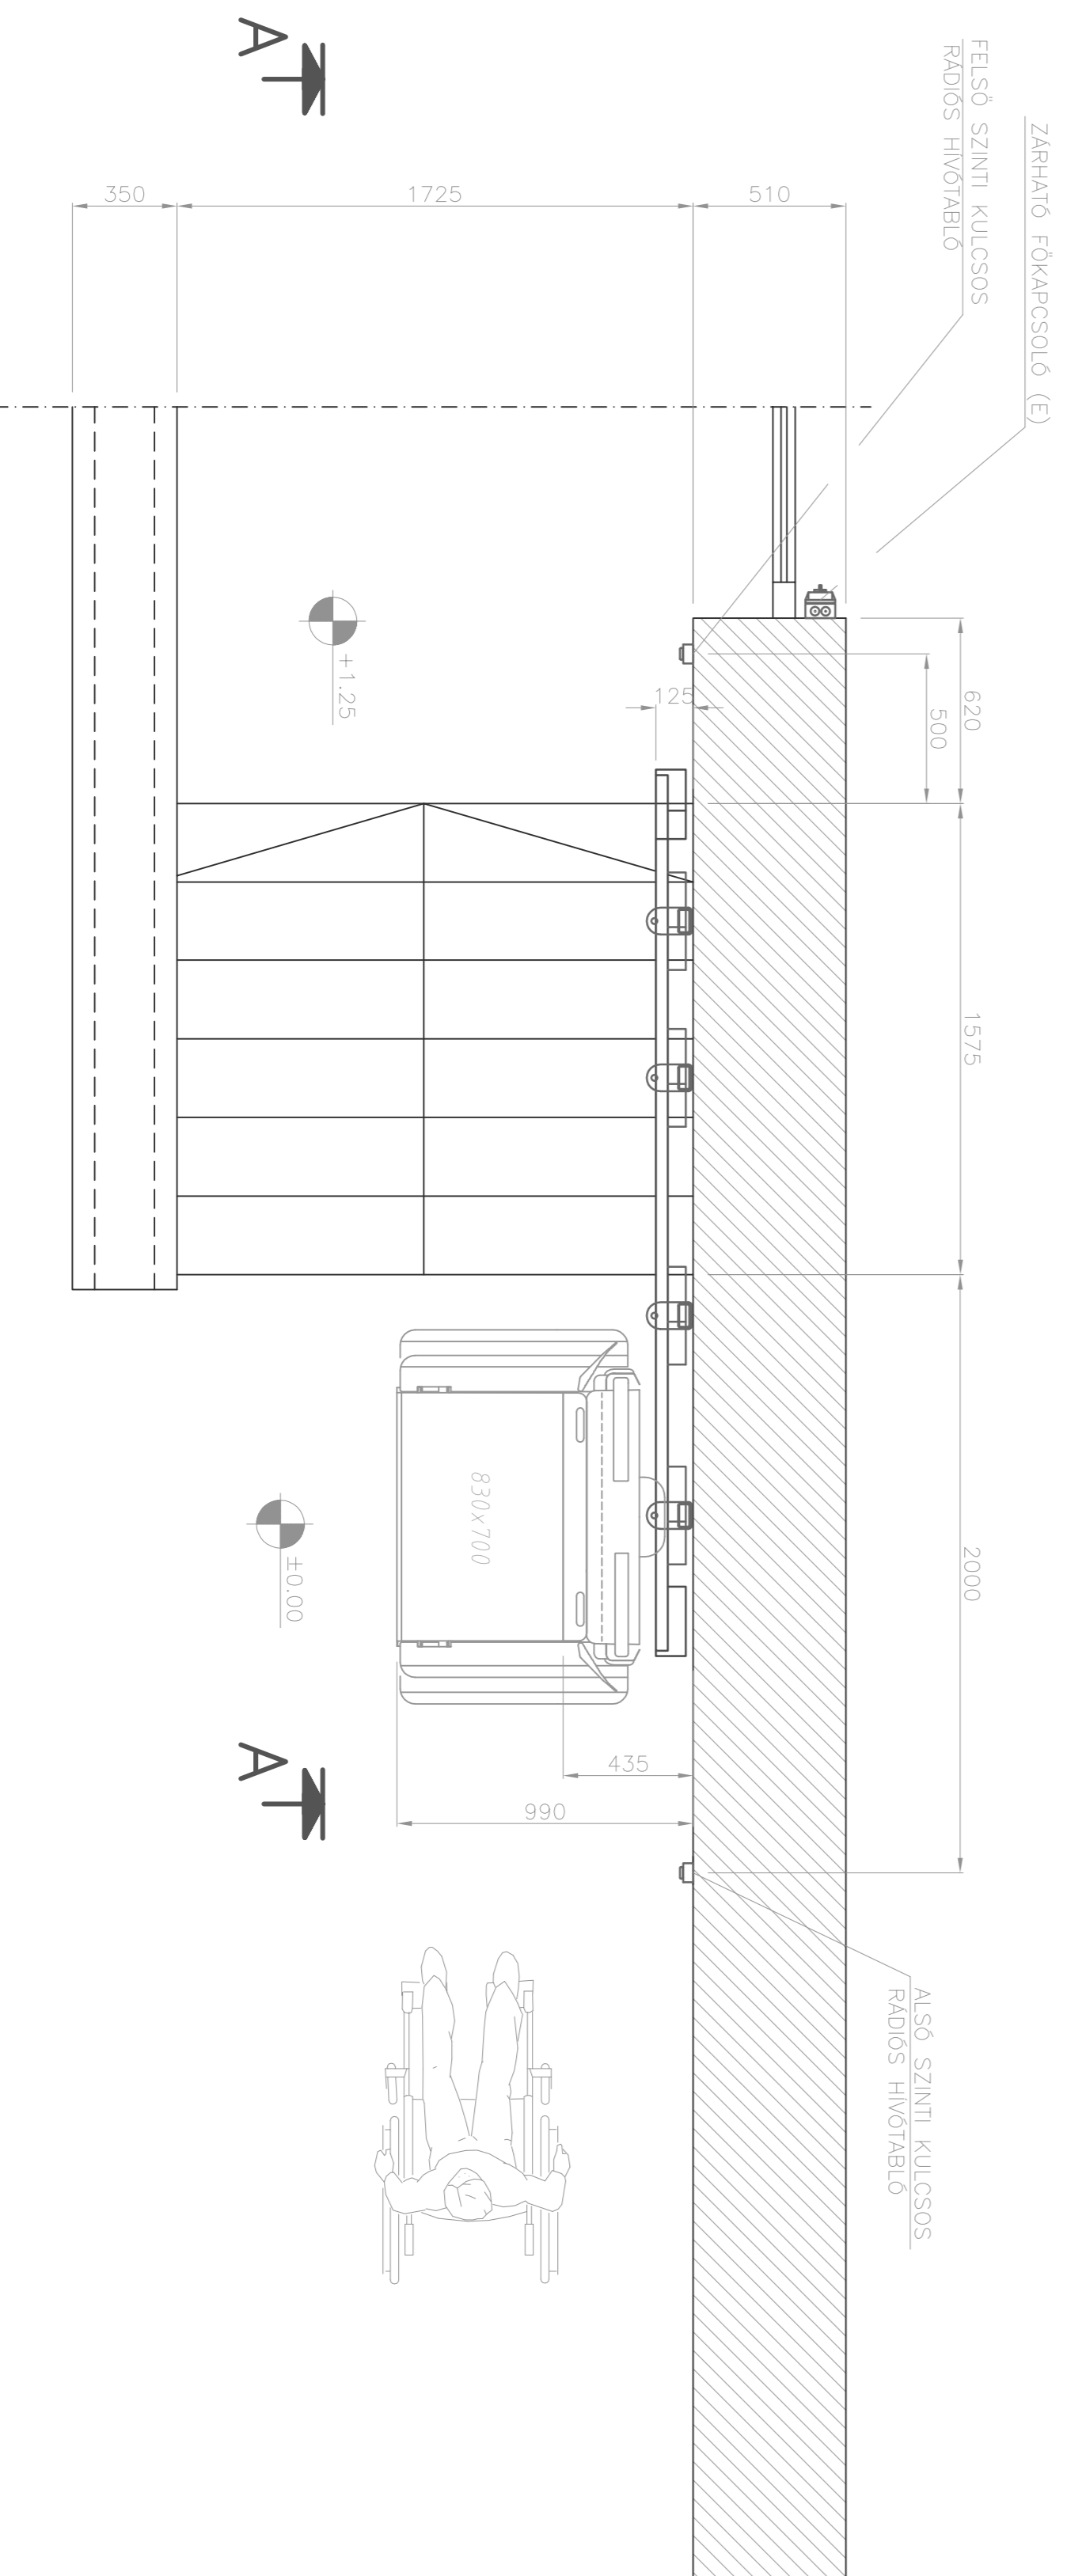 ZÁRHATÓ FŐKAPCSOLÓ (E)
FELSŐ SZINTI KULCSOS
RÁDIÓS HÍVÓTABLÓ
620
500
1575
2000
ALSÓ SZINTI KULCSOS
RÁDIÓS HÍVÓTABLÓ
510
1725
350
125
+1.25
830x700
±0.00
435
990
A
A